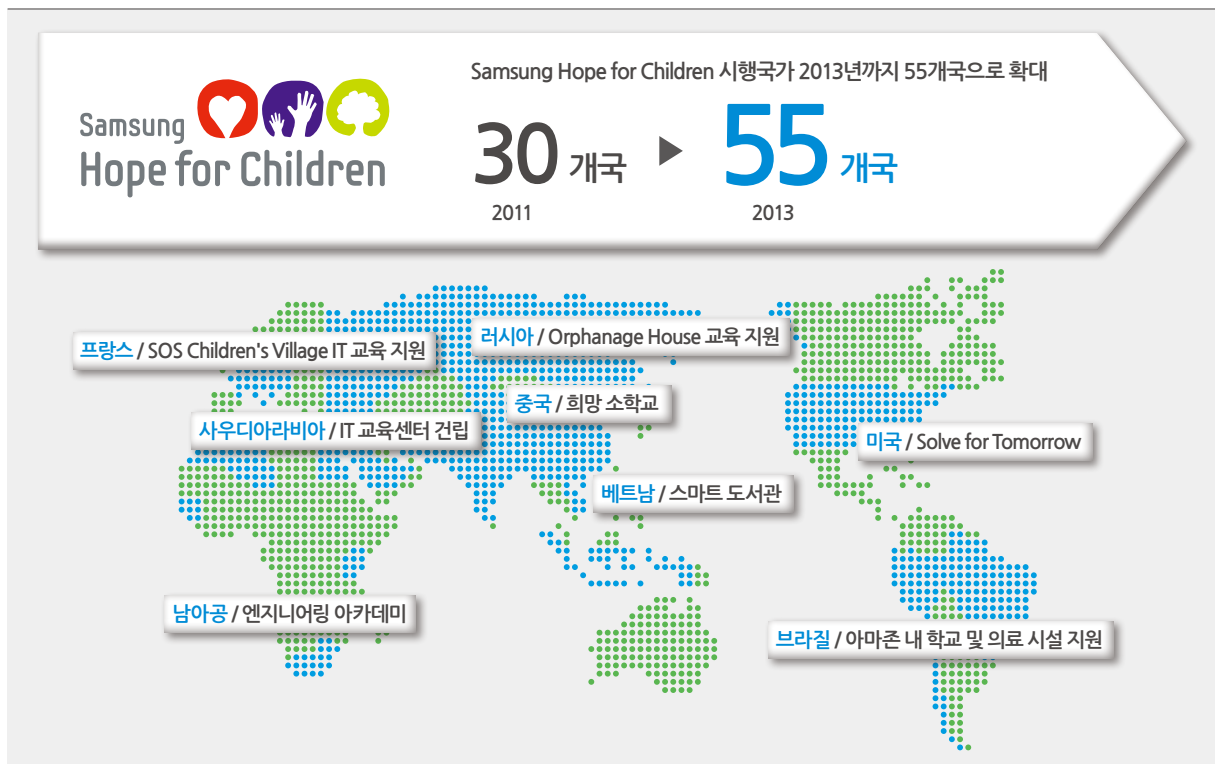 Samsung
Hope for Children
Samsung Hope for Children 시행국가 2013년까지 55개국으로 확대
30 개국 ▶ 55 개국
2011 2013
프랑스 / SOS Children's Village IT 교육 지원
러시아 / Orphanage House 교육 지원
중국 / 희망 소학교
사우디아라비아 / IT 교육센터 건립
미국 / Solve for Tomorrow
베트남 / 스마트 도서관
남아공 / 엔지니어링 아카데미
브라질 / 아마존 내 학교 및 의료 시설 지원